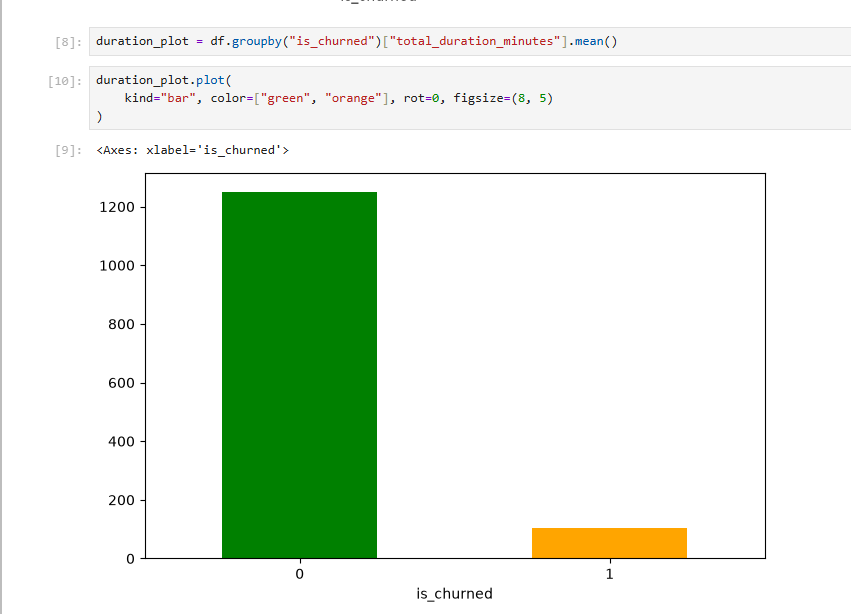 is_churned
[8]: duration_plot = df.groupby("is_churned")["total_duration_minutes"].mean()
[10]: duration_plot.plot(
kind="bar", color=["green", "orange"], rot=0, figsize=(8, 5)
)
[9]: <Axes: xlabel='is_churned'>
1200
1000
800
600
400
200
0
0 1
is_churned